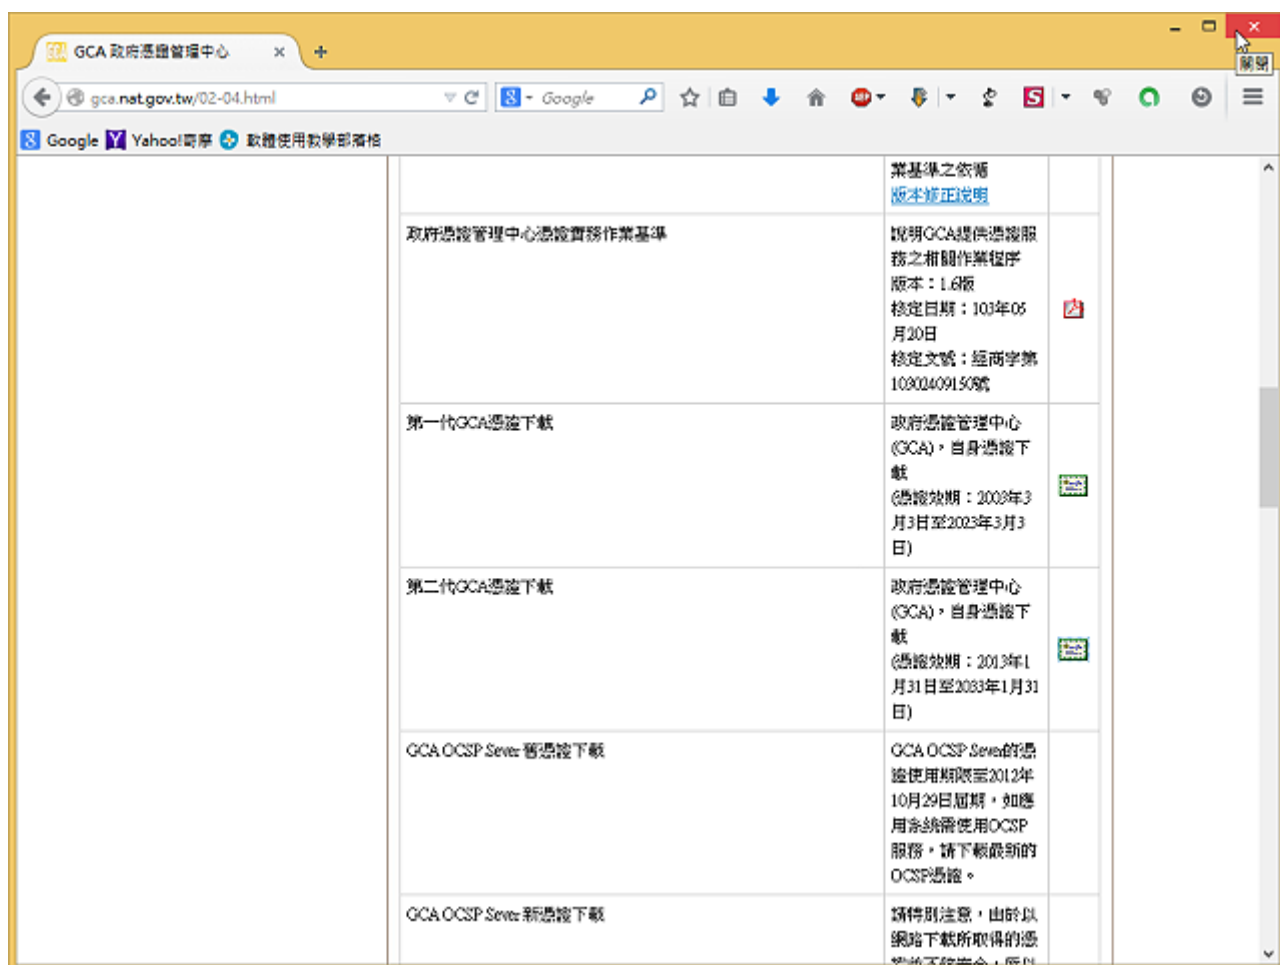 GCA 政府憑證管理中心
關閉
gca.nat.gov.tw/02-04.html
Google
Google Yahoo!奇摩 軟體使用教學部落格
業基準之依循
版本修正說明
政府憑證管理中心憑證實務作業基準
說明GCA提供憑證服
務之相關作業程序
版本：1.6版
核定日期：103年05
月20日
核定文號：經商字第
10302409150號
第一代GCA憑證下載
政府憑證管理中心
(GCA)，自身憑證下
載
(憑證效期：2003年3
月3日至2023年3月3
日)
第二代GCA憑證下載
政府憑證管理中心
(GCA)，自身憑證下
載
(憑證效期：2013年1
月31日至2033年1月31
日)
GCA OCSP Sever 舊憑證下載
GCA OCSP Sever的憑
證使用期限至2012年
10月29日屆期，如應
用系統需使用OCSP
服務，請下載最新的
OCSP憑證。
GCA OCSP Sever 新憑證下載
請特別注意，由於以
網路下載所取得的憑